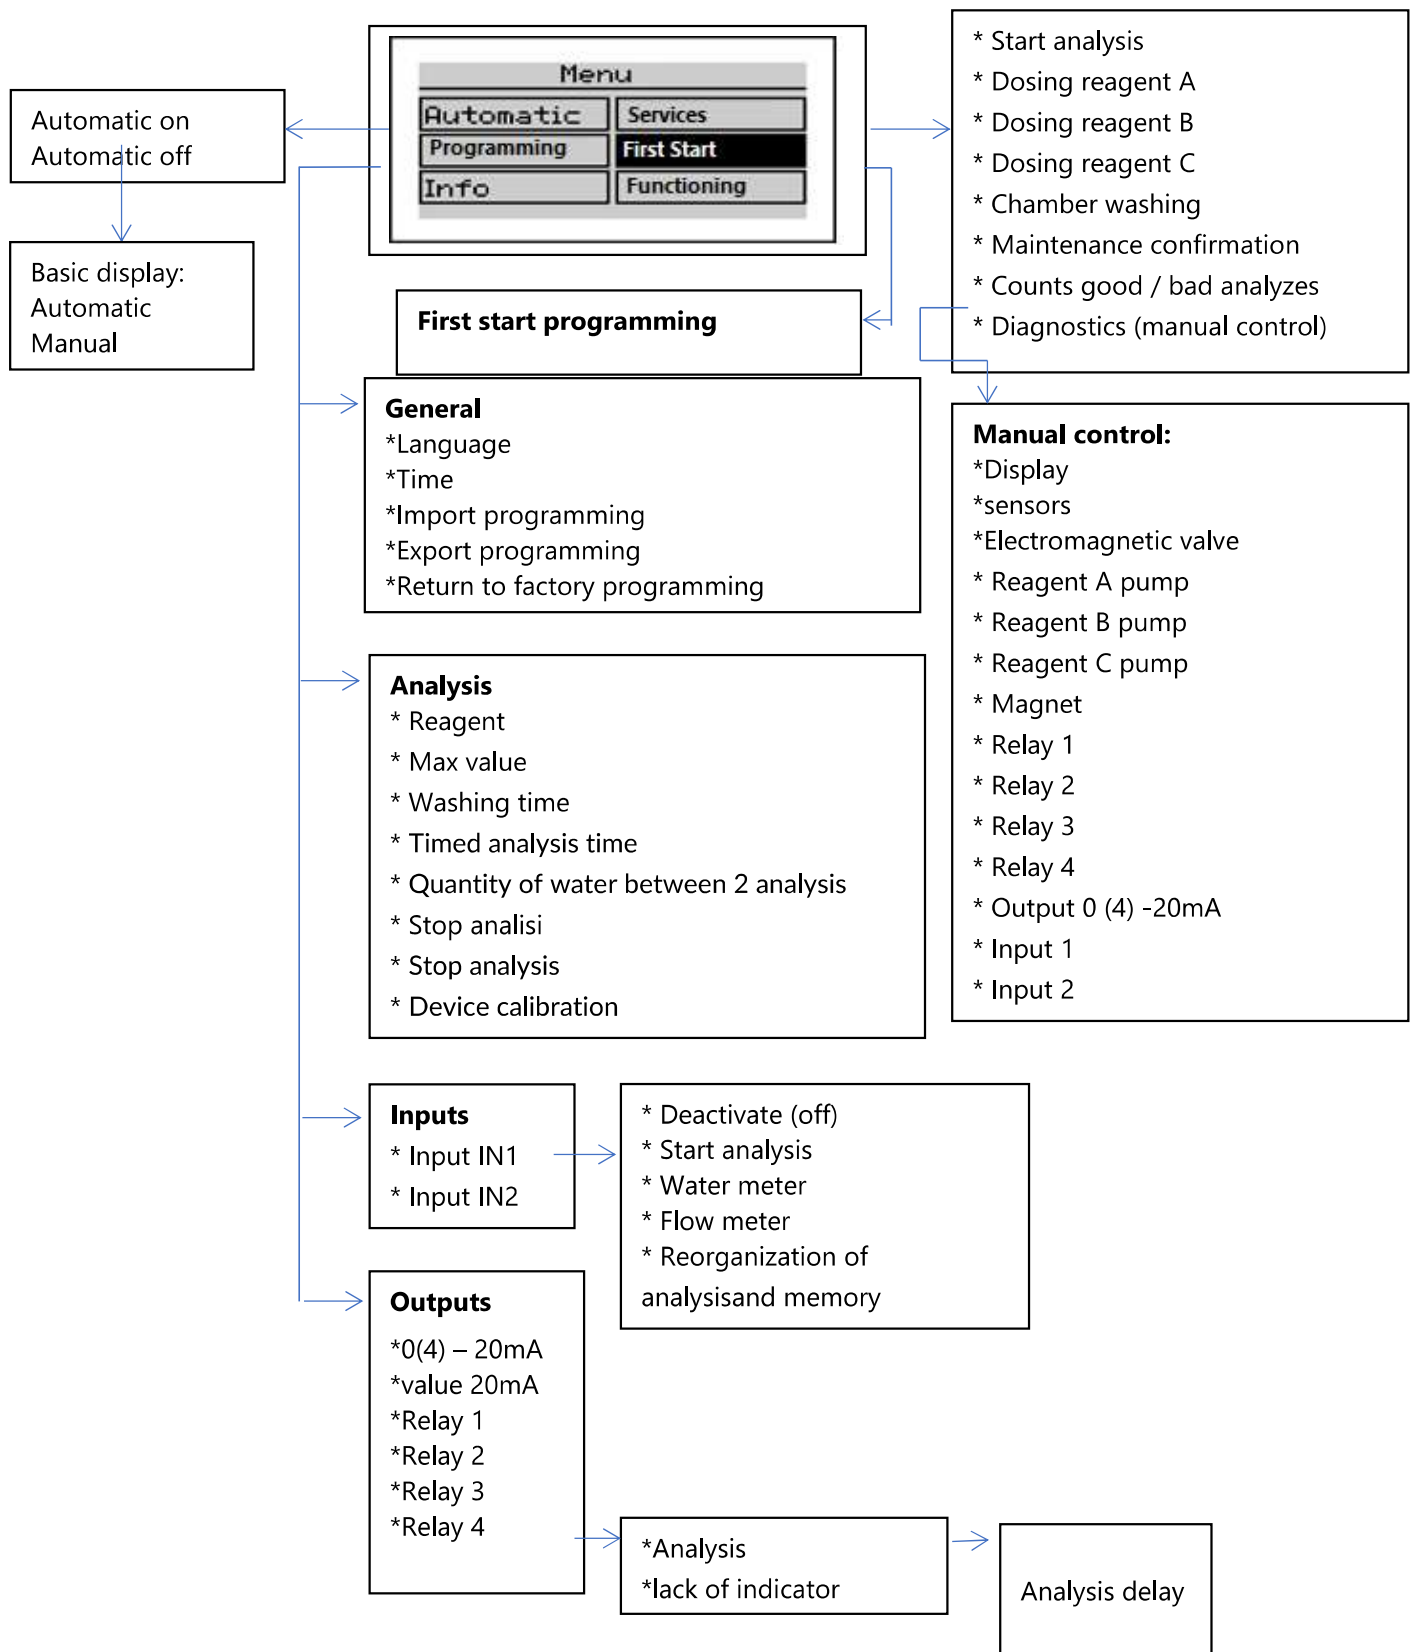 Menu
Automatic
Services
Programming
First Start
Info
Functioning
Automatic on
Automatic off
Basic display:
Automatic
Manual
* Start analysis
* Dosing reagent A
* Dosing reagent B
* Dosing reagent C
* Chamber washing
* Maintenance confirmation
* Counts good / bad analyzes
* Diagnostics (manual control)
First start programming
General
*Language
*Time
*Import programming
*Export programming
*Return to factory programming
Manual control:
*Display
*sensors
*Electromagnetic valve
* Reagent A pump
* Reagent B pump
* Reagent C pump
* Magnet
* Relay 1
* Relay 2
* Relay 3
* Relay 4
* Output 0 (4) -20mA
* Input 1
* Input 2
Analysis
* Reagent
* Max value
* Washing time
* Timed analysis time
* Quantity of water between 2 analysis
* Stop analisi
* Stop analysis
* Device calibration
Inputs
* Input IN1
* Input IN2
* Deactivate (off)
* Start analysis
* Water meter
* Flow meter
* Reorganization of
analysisand memory
Outputs
*0(4) – 20mA
*value 20mA
*Relay 1
*Relay 2
*Relay 3
*Relay 4
*Analysis
*lack of indicator
Analysis delay